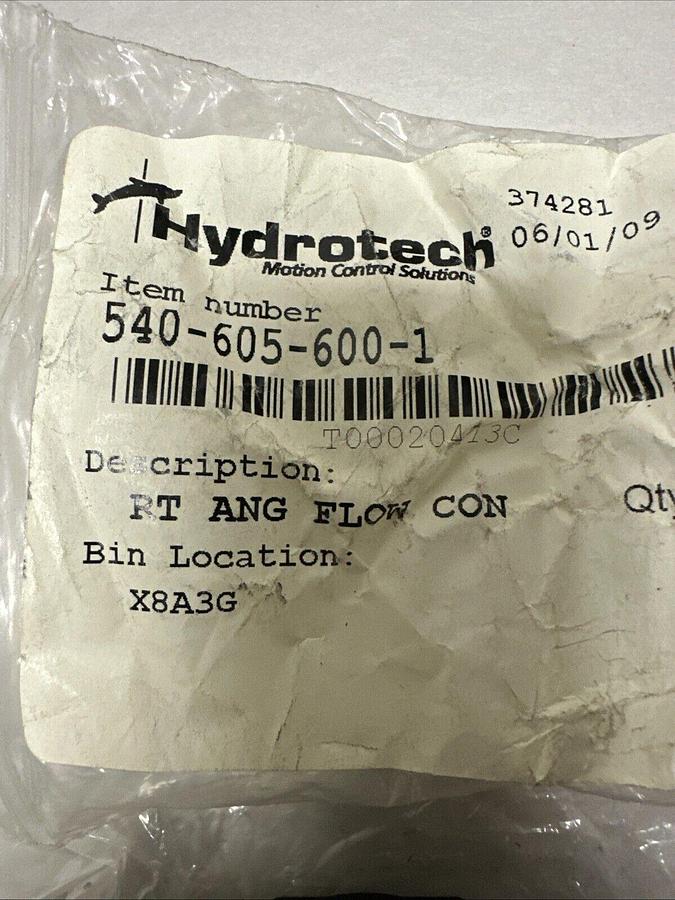 374281
Hydrotech®
06/01/09
Motion Control Solutions
Item number
540-605-600-1
T00020413C
Description:
RT ANG FLOW CON
Qty
Bin Location:
X8A3G